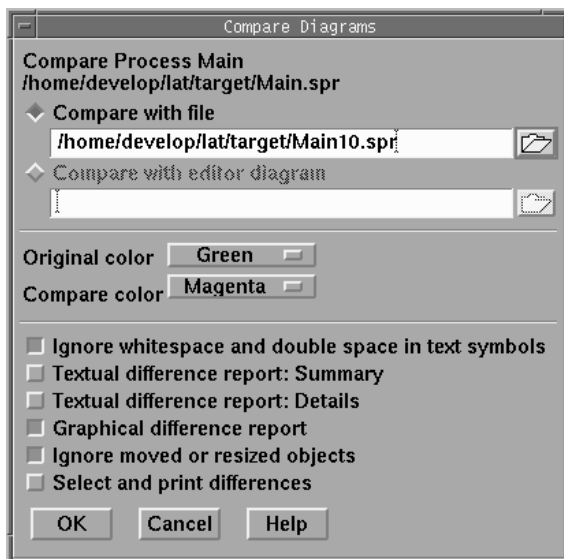 Compare Diagrams
Compare Process Main
/home/develop/lat/target/Main.spr
Compare with file
/home/develop/lat/target/Main10.spr
Compare with editor diagram
Original color Green
Compare color Magenta
Ignore whitespace and double space in text symbols
Textual difference report: Summary
Textual difference report: Details
Graphical difference report
Ignore moved or resized objects
Select and print differences
OK Cancel Help